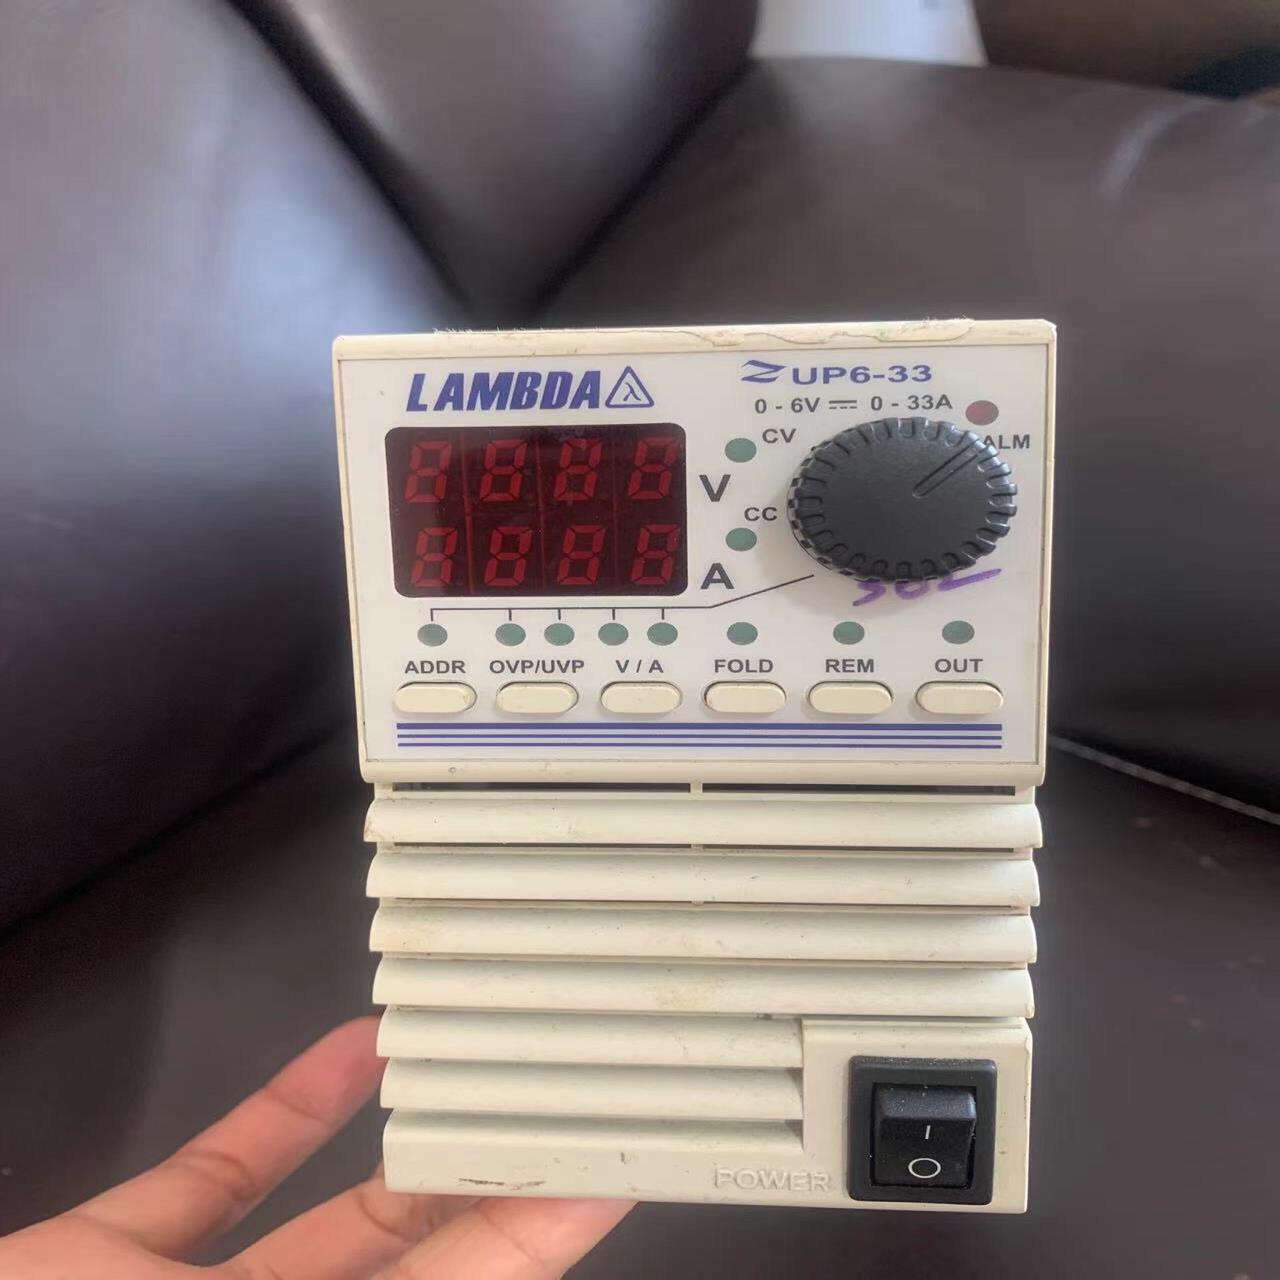 LAMBDA
ZUP6-33
0 - 6V 0 - 33A
CV
ALM
V
CC
A
ADDR OVP/UVP V / A FOLD REM OUT
POWER
I
O